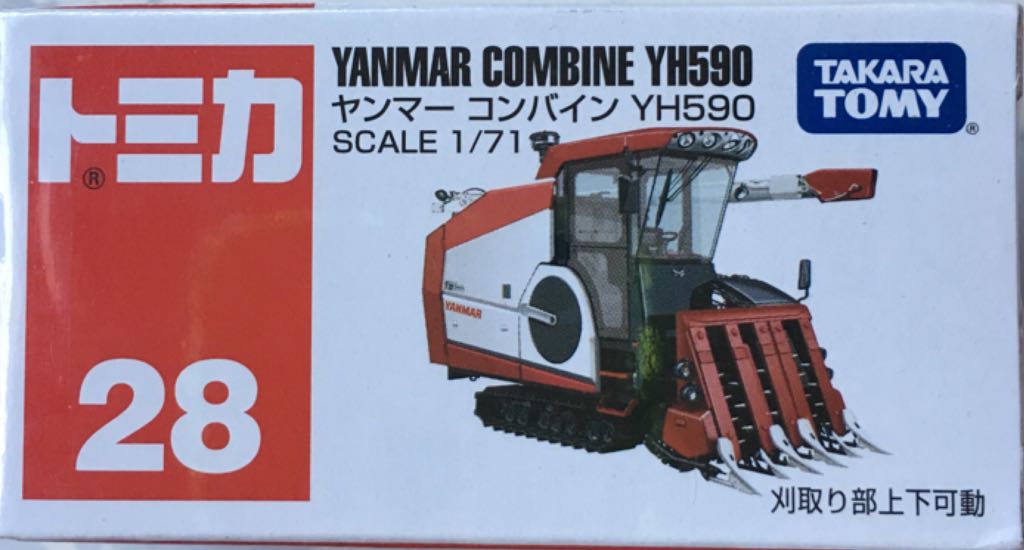 トミカ
®
28
YANMAR COMBINE YH590
ヤンマー コンバイン YH590
SCALE 1/71
TAKARA
TOMY
®
YANMAR
刈取り部上下可動